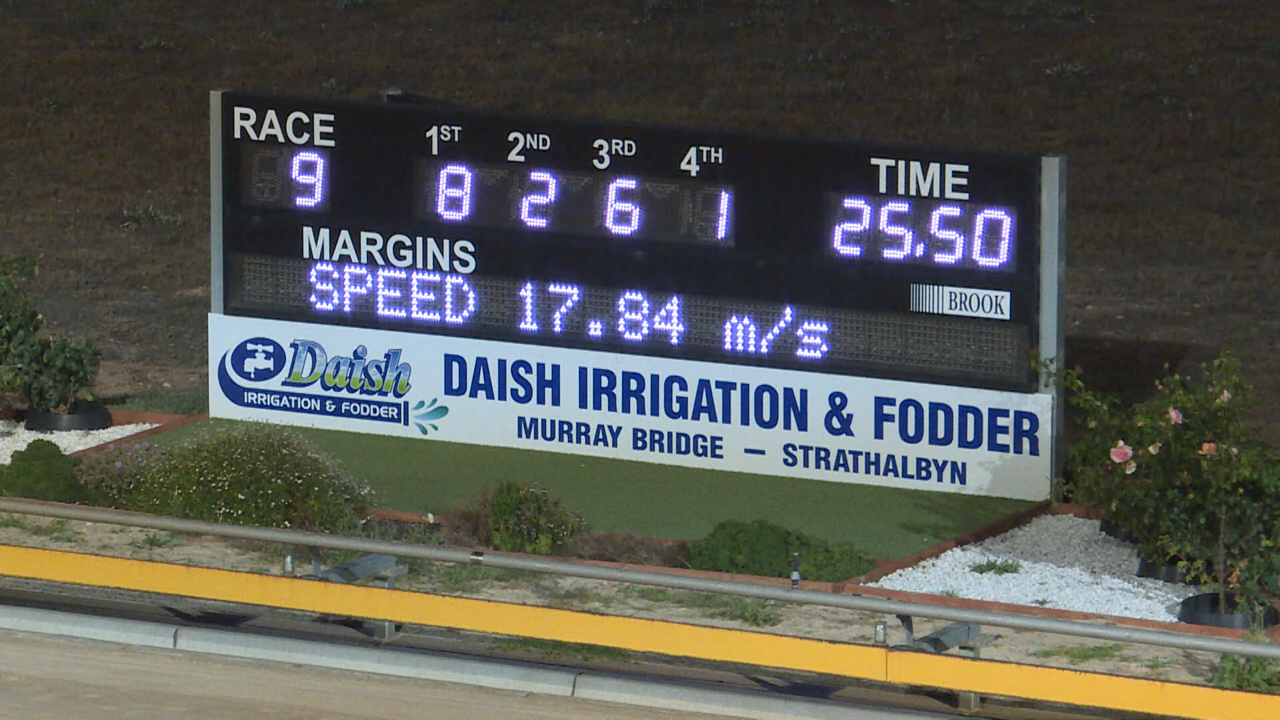 RACE 1ST 2ND 3RD 4TH TIME
9 8 2 6 1 25.50
MARGINS
SPEED 17.84 m/s
BROOK
Daish
IRRIGATION & FODDER
DAISH IRRIGATION & FODDER
MURRAY BRIDGE — STRATHALBYN